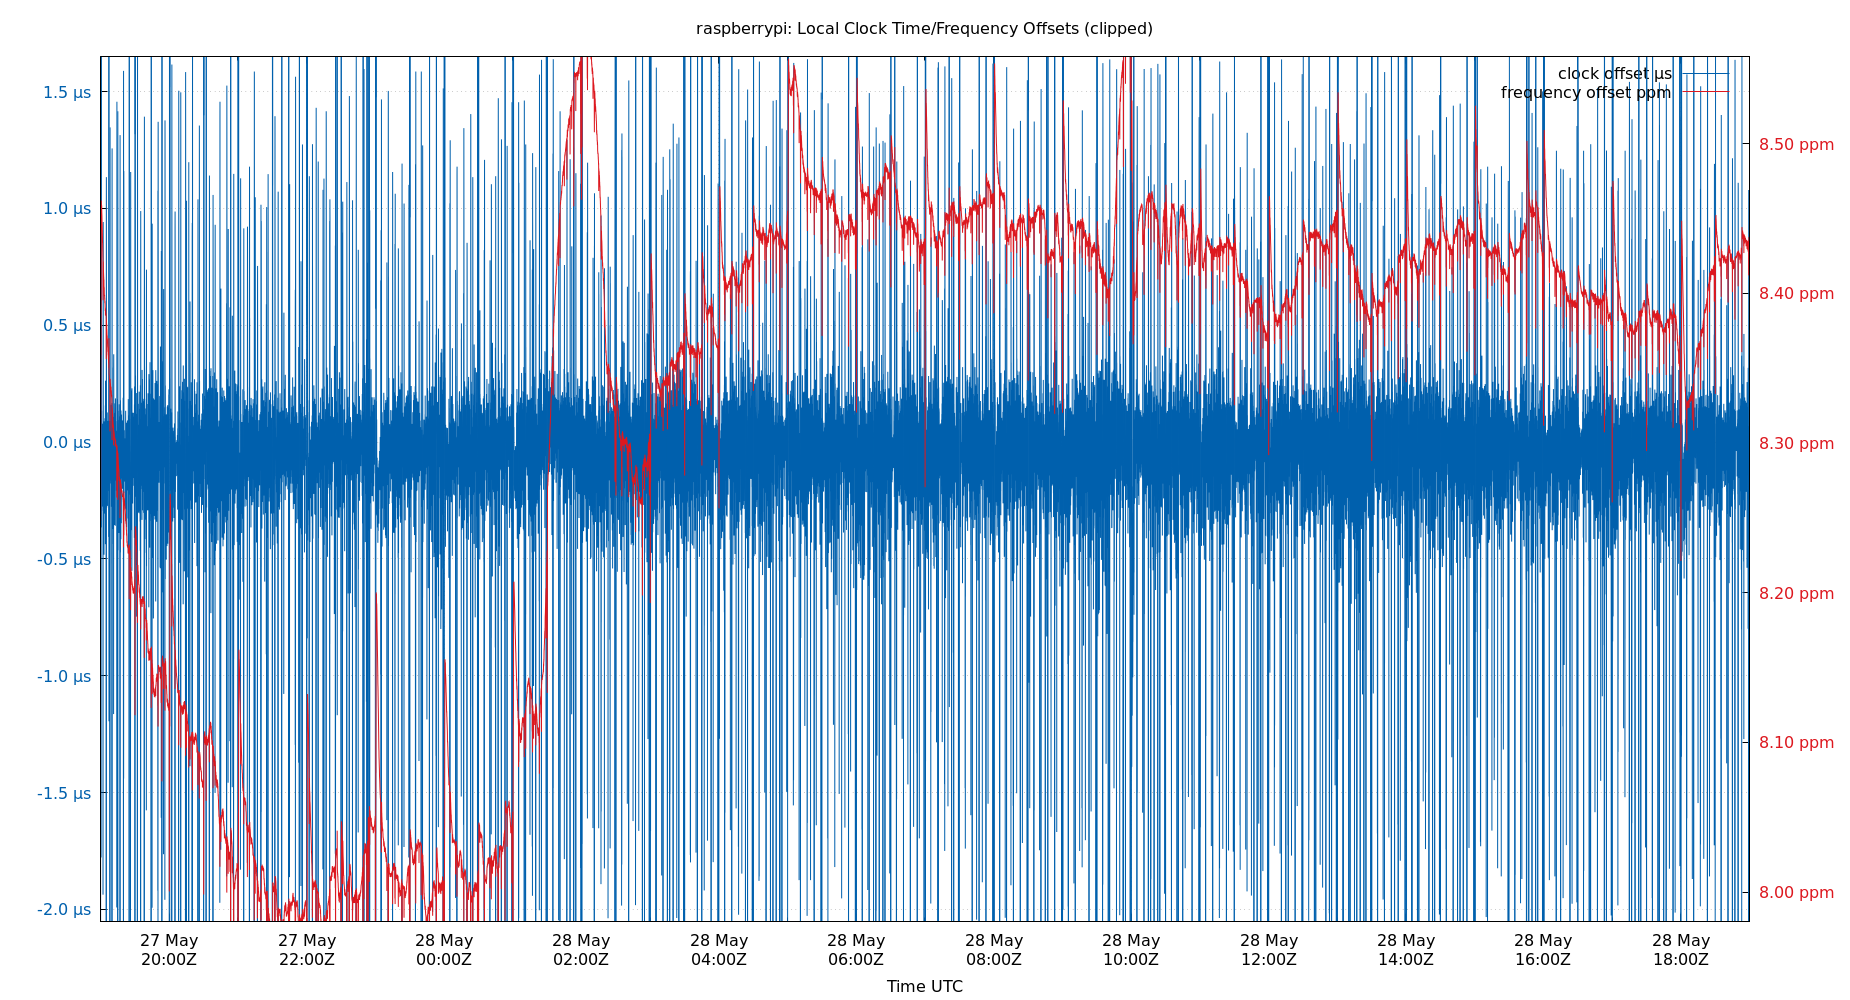 raspberrypi: Local Clock Time/Frequency Offsets (clipped)
clock offset µs
frequency offset ppm
1.5 µs
1.0 µs
0.5 µs
0.0 µs
-0.5 µs
-1.0 µs
-1.5 µs
-2.0 µs
8.50 ppm
8.40 ppm
8.30 ppm
8.20 ppm
8.10 ppm
8.00 ppm
27 May 27 May 28 May 28 May 28 May 28 May 28 May 28 May 28 May 28 May 28 May 28 May
20:00Z 22:00Z 00:00Z 02:00Z 04:00Z 06:00Z 08:00Z 10:00Z 12:00Z 14:00Z 16:00Z 18:00Z
Time UTC